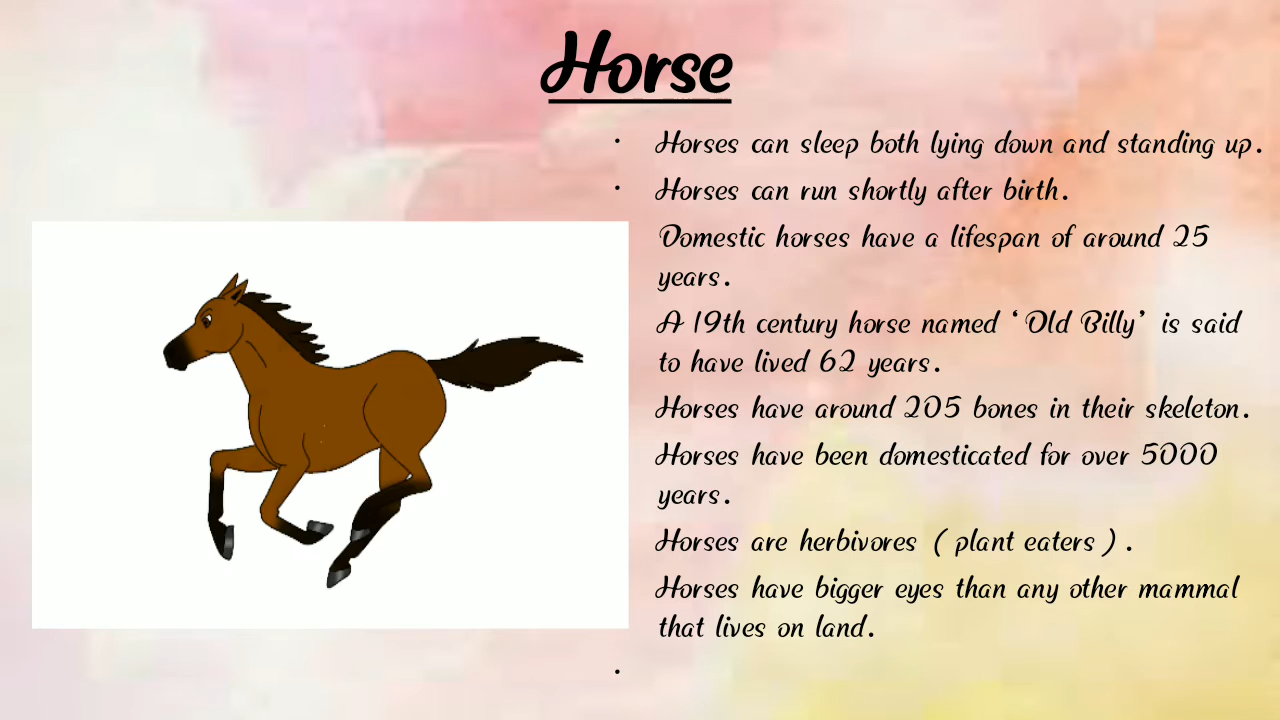 Horse
· Horses can sleep both lying down and standing up.
· Horses can run shortly after birth.
Domestic horses have a lifespan of around 25
years.
A 19th century horse named ‘Old Billy’ is said
to have lived 62 years.
Horses have around 205 bones in their skeleton.
Horses have been domesticated for over 5000
years.
Horses are herbivores ( plant eaters ) .
Horses have bigger eyes than any other mammal
that lives on land.
·